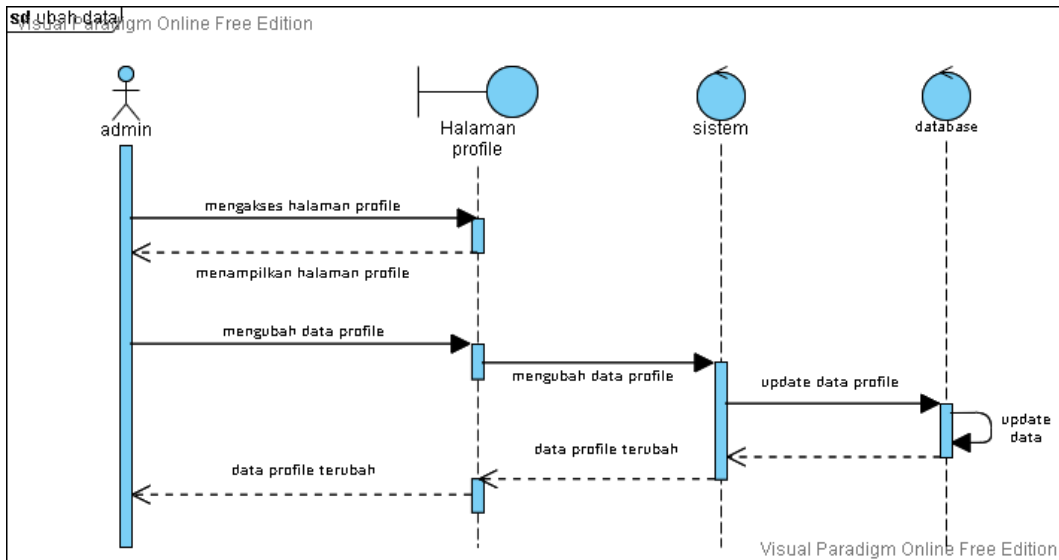 sd ubah data
Visual Paradigm Online Free Edition
admin
Halaman
profile
sistem
database
mengakses halaman profile
menampilkan halaman profile
mengubah data profile
mengubah data profile
update data profile
update
data
data profile terubah
data profile terubah
Visual Paradigm Online Free Edition